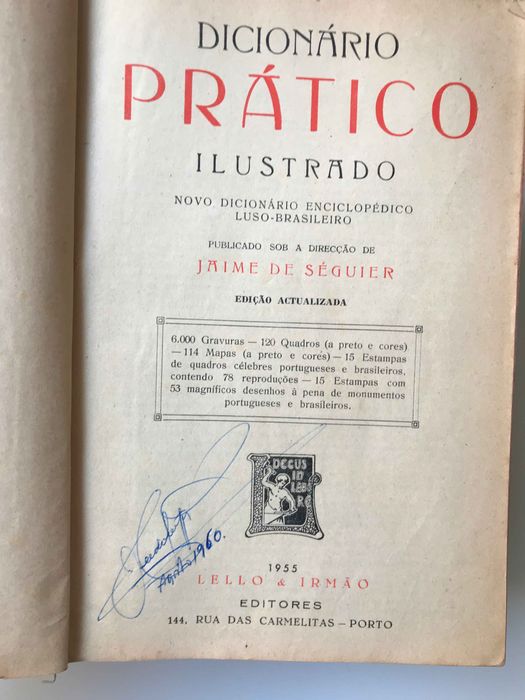 DICIONÁRIO
PRÁTICO
ILUSTRADO
NOVO DICIONÁRIO ENCICLOPÉDICO
LUSO-BRASILEIRO
PUBLICADO SOB A DIRECÇÃO DE
JAIME DE SÉGUIER
EDIÇÃO ACTUALIZADA
6.000 Gravuras — 120 Quadros (a preto e cores)
— 114 Mapas (a preto e cores) — 15 Estampas
de quadros célebres portugueses e brasileiros,
contendo 78 reproduções — 15 Estampas com
53 magníficos desenhos à pena de monumentos
portugueses e brasileiros.
DECUS
IN
LABO
RE
1960.
1955
LELLO & IRMÃO
EDITORES
144, RUA DAS CARMELITAS — PORTO